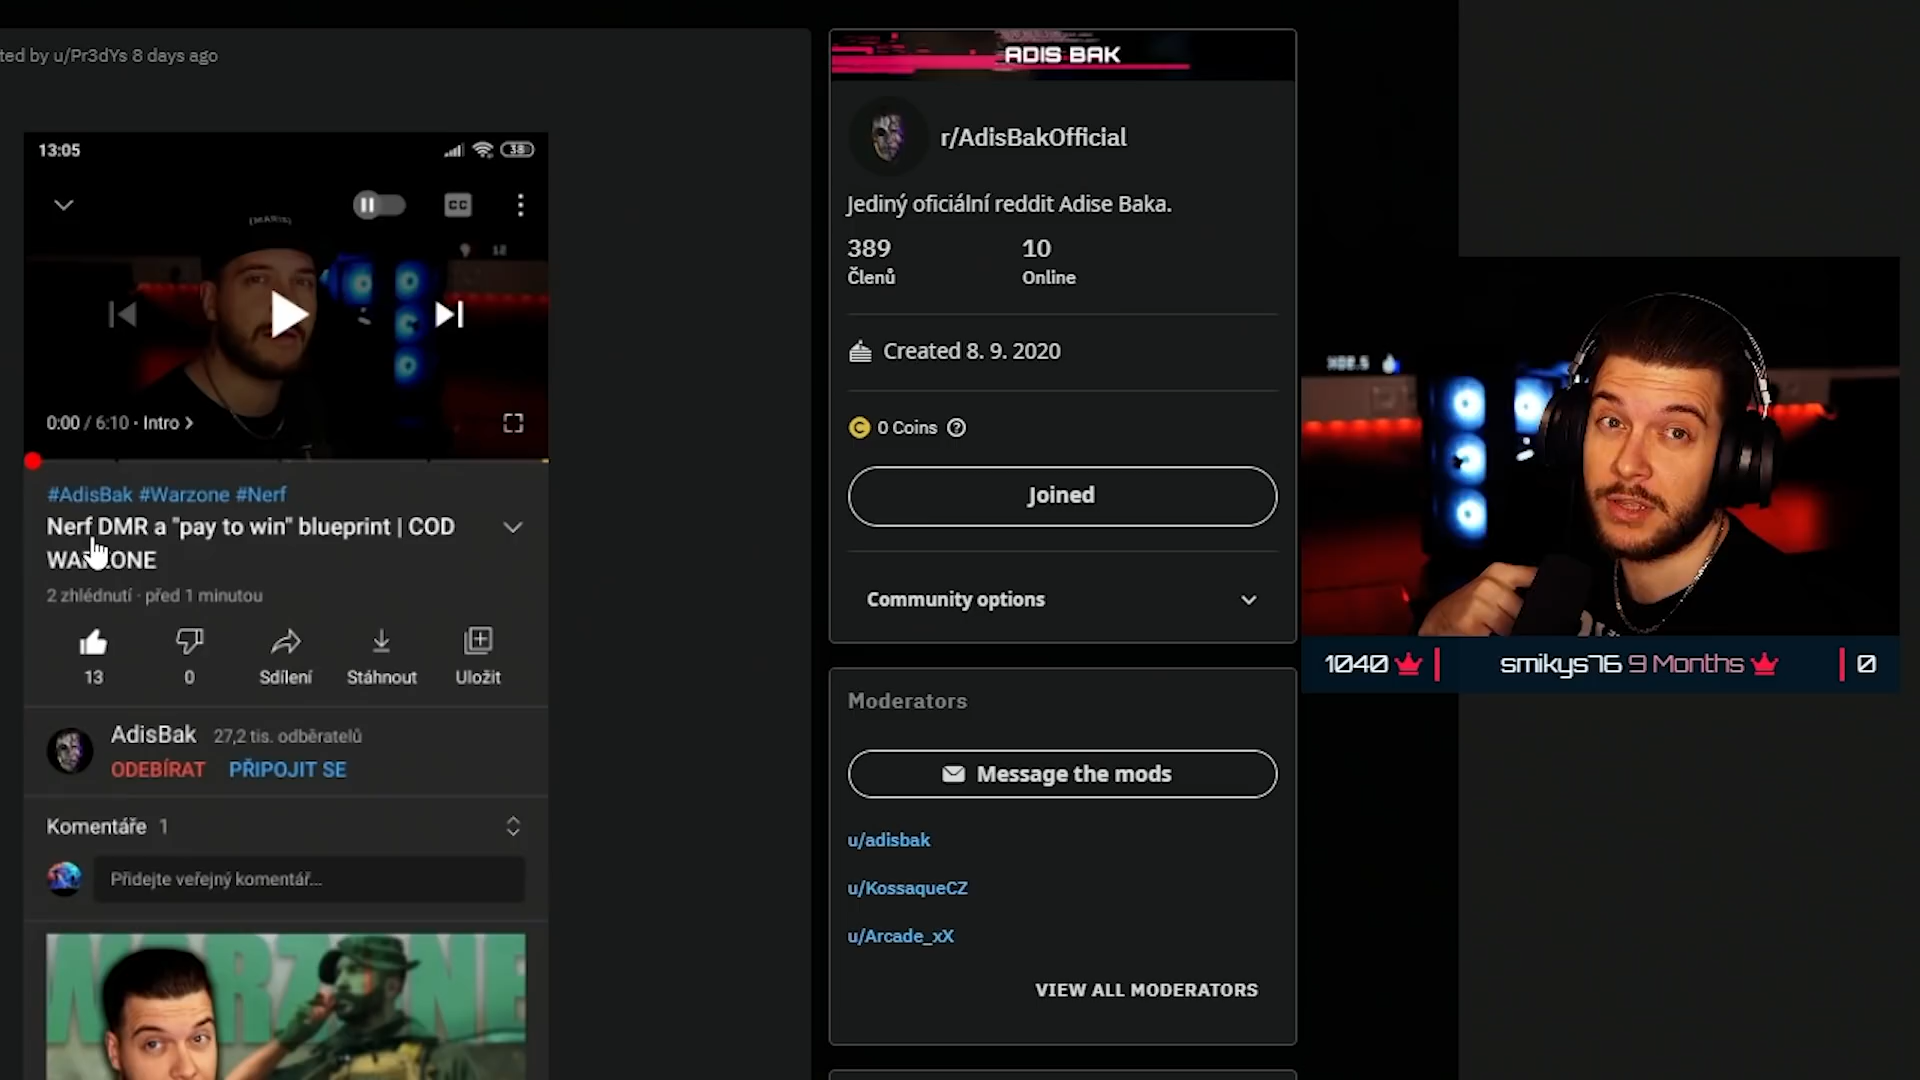 ted by u/Pr3dYs 8 days ago
13:05
38
CC
0:00 / 6:10 · Intro
#AdisBak #Warzone #Nerf
Nerf DMR a "pay to win" blueprint | COD
WARZONE
2 zhlédnutí · před 1 minutou
13
0
Sdílení
Stáhnout
Uložit
AdisBak 27,2 tis. odběratelů
ODEBÍRAT PŘIPOJIT SE
Komentáře 1
Přidejte veřejný komentář...
WARZONE
ADIS BAK
r/AdisBakOfficial
Jediný oficiální reddit Adise Baka.
389
10
Členů
Online
Created 8. 9. 2020
0 Coins
Joined
Community options
Moderators
Message the mods
u/adisbak
u/KossaqueCZ
u/Arcade_xX
VIEW ALL MODERATORS
1040
smikys76 9 Months
0